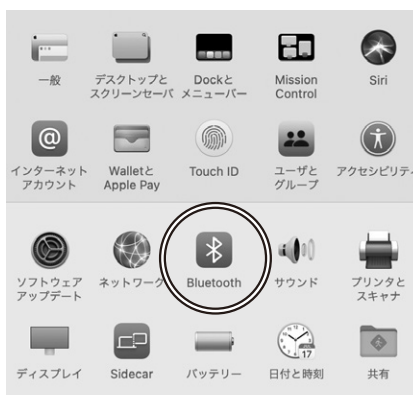 一般
デスクトップと
スクリーンセーバ
Dockと
メニューバー
Mission
Control
Siri
インターネット
アカウント
Walletと
Apple Pay
Touch ID
ユーザと
グループ
アクセシビリティ
ソフトウェア
アップデート
ネットワーク
Bluetooth
サウンド
プリンタと
スキャナ
ディスプレイ
Sidecar
バッテリー
17
日付と時刻
共有